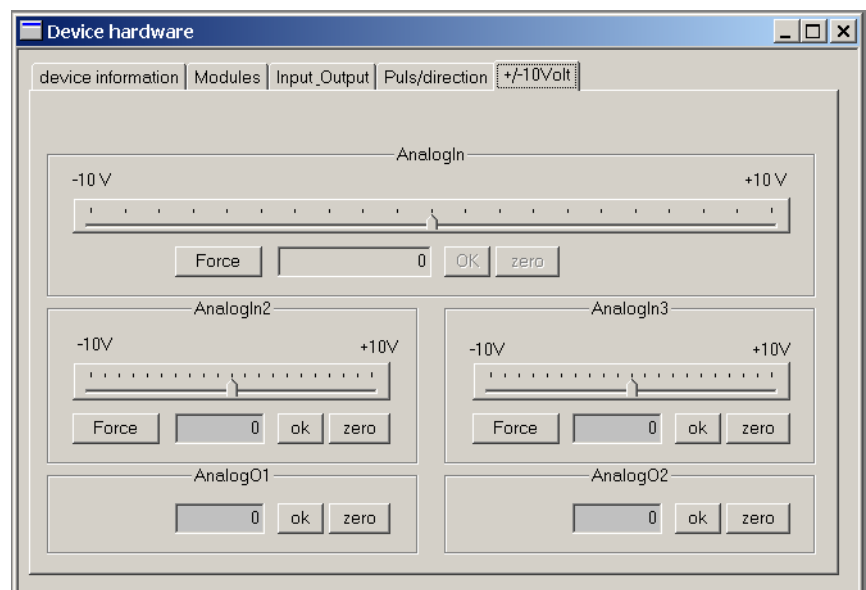 Device hardware
device information Modules Input_Output Puls/direction +/-10Volt
AnalogIn
-10 V +10 V
Force 0 OK zero
AnalogIn2 AnalogIn3
-10V +10V -10V +10V
Force 0 ok zero Force 0 ok zero
AnalogO1 AnalogO2
0 ok zero 0 ok zero